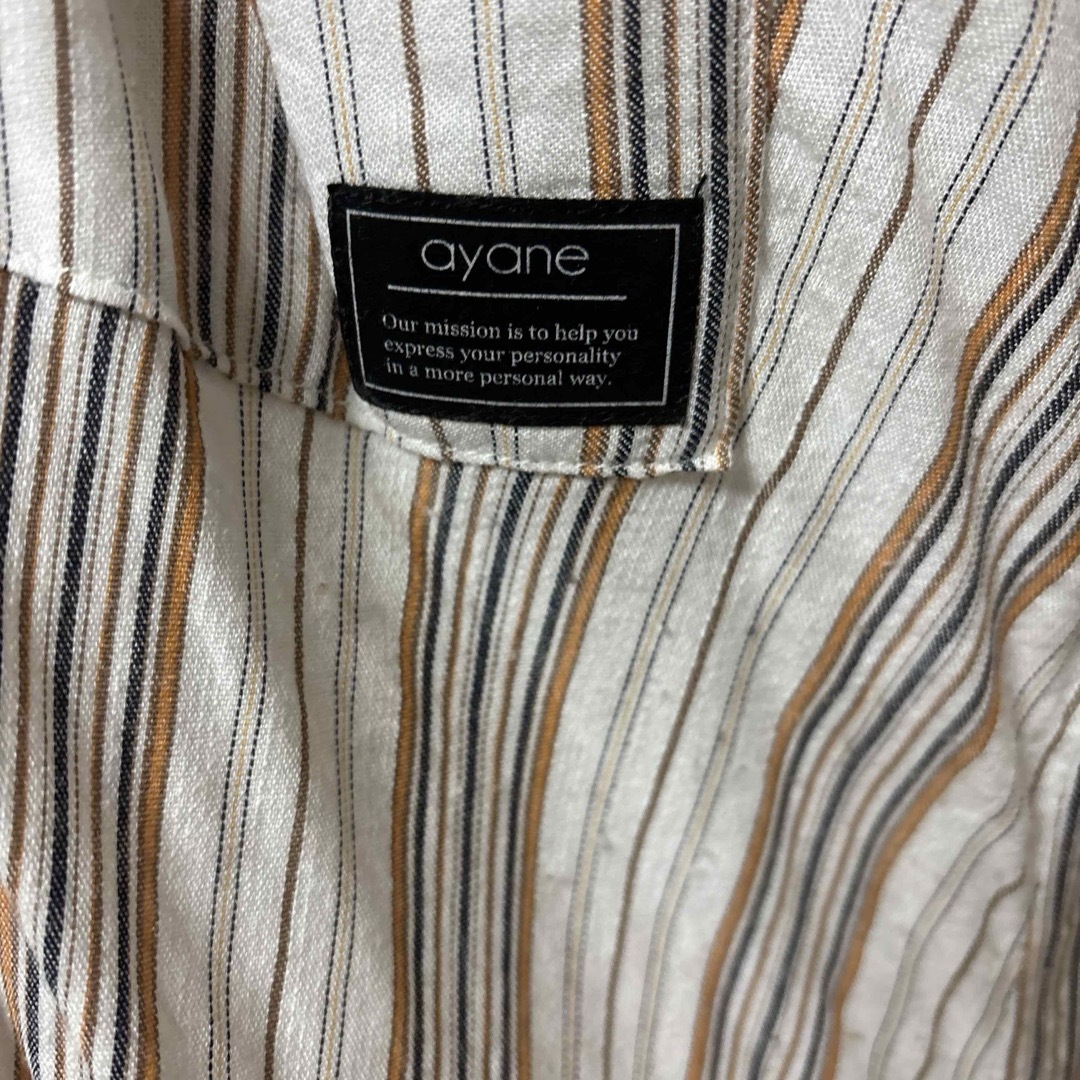 ayane
Our mission is to help you
express your personality
in a more personal way.